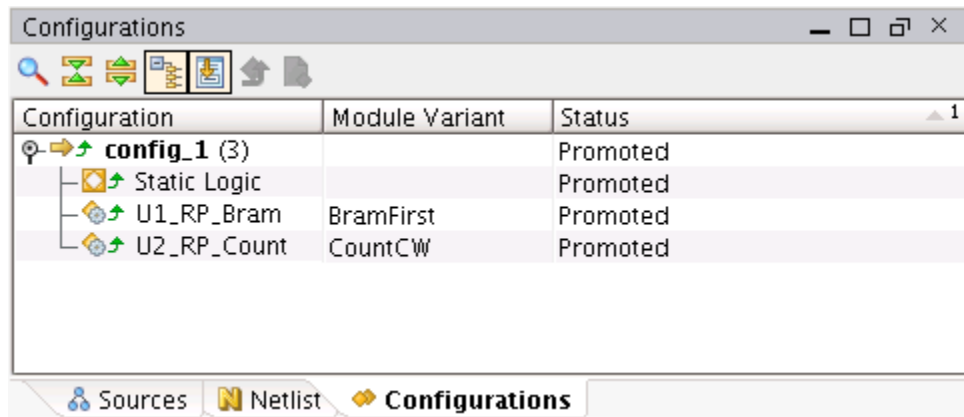 Configurations
Configuration Module Variant Status 1
config_1 (3) Promoted
Static Logic Promoted
U1_RP_Bram BramFirst Promoted
U2_RP_Count CountCW Promoted
Sources Netlist Configurations